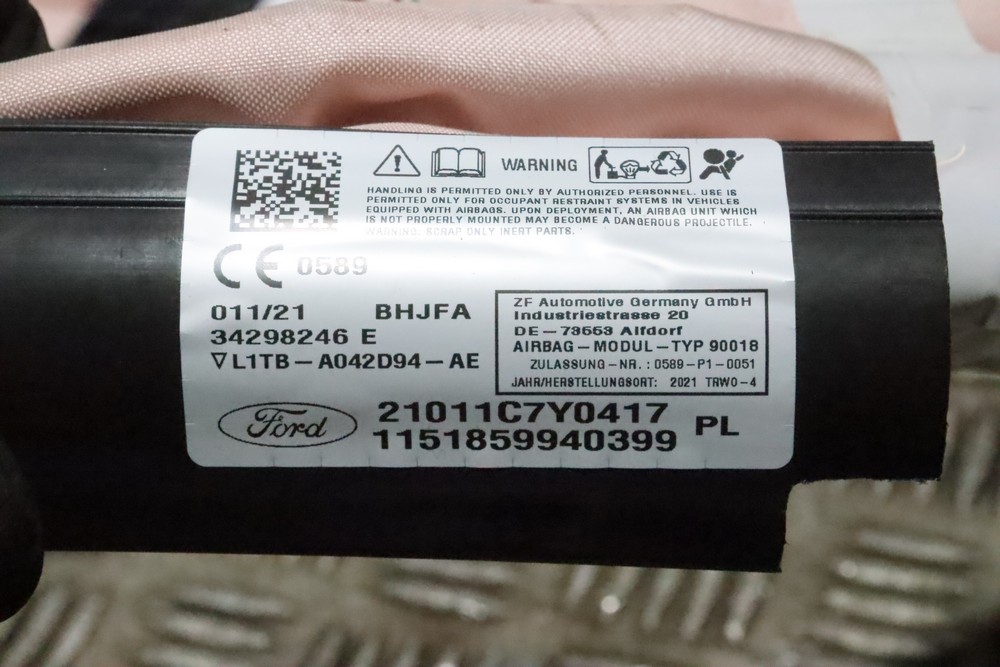 WARNING
HANDLING IS PERMITTED ONLY BY AUTHORIZED PERSONNEL. USE IS
PERMITTED ONLY FOR OCCUPANT RESTRAINT SYSTEMS IN VEHICLES
EQUIPPED WITH AIRBAGS. UPON DEPLOYMENT, AN AIRBAG UNIT WHICH
IS NOT PROPERLY MOUNTED MAY BECOME A DANGEROUS PROJECTILE.
WARNING: SCRAP ONLY INERT PARTS.
CE 0589
011/21 BHJFA
34298246 E
∇L1TB-A042D94-AE
ZF Automotive Germany GmbH
Industriestrasse 20
DE-73553 Alfdorf
AIRBAG-MODUL-TYP 90018
ZULASSUNG-NR.: 0589-P1-0051
JAHR/HERSTELLUNGSORT: 2021 TRWO-4
Ford
21011C7Y0417
1151859940399
PL